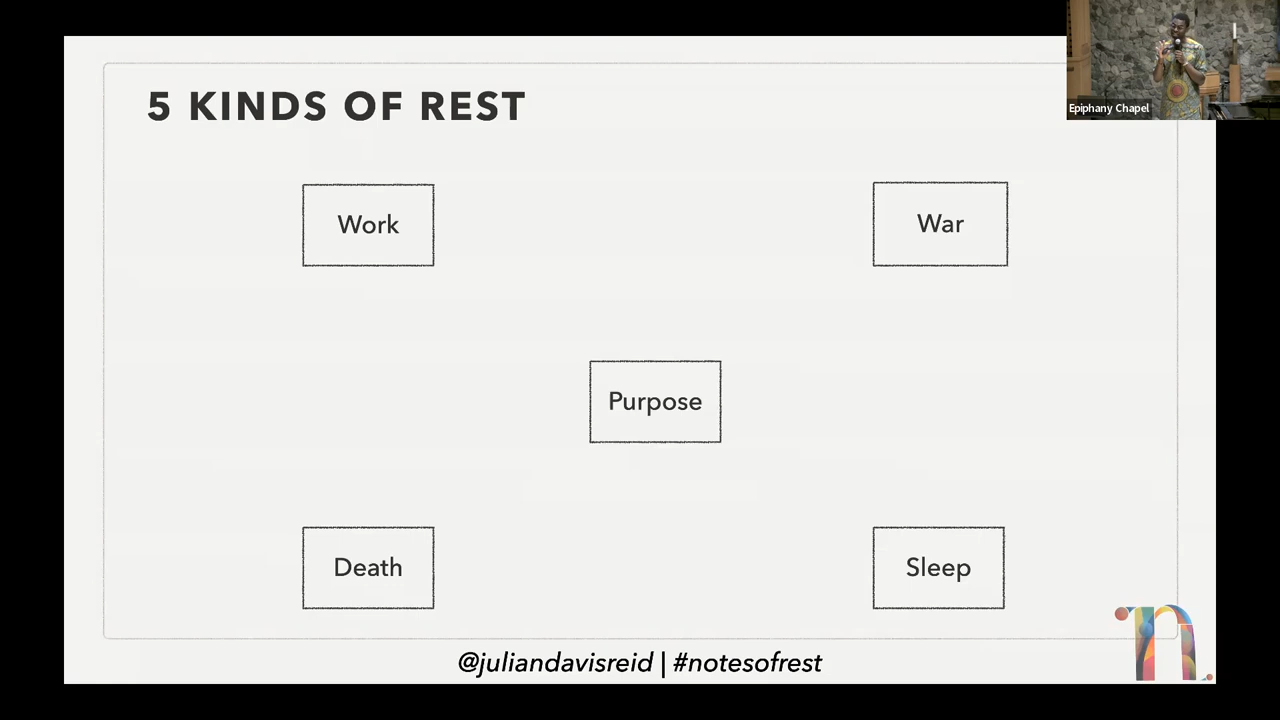 5 KINDS OF REST
Epiphany Chapel
Work
War
Purpose
Death
Sleep
@juliandavisreid | #notesofrest
n.